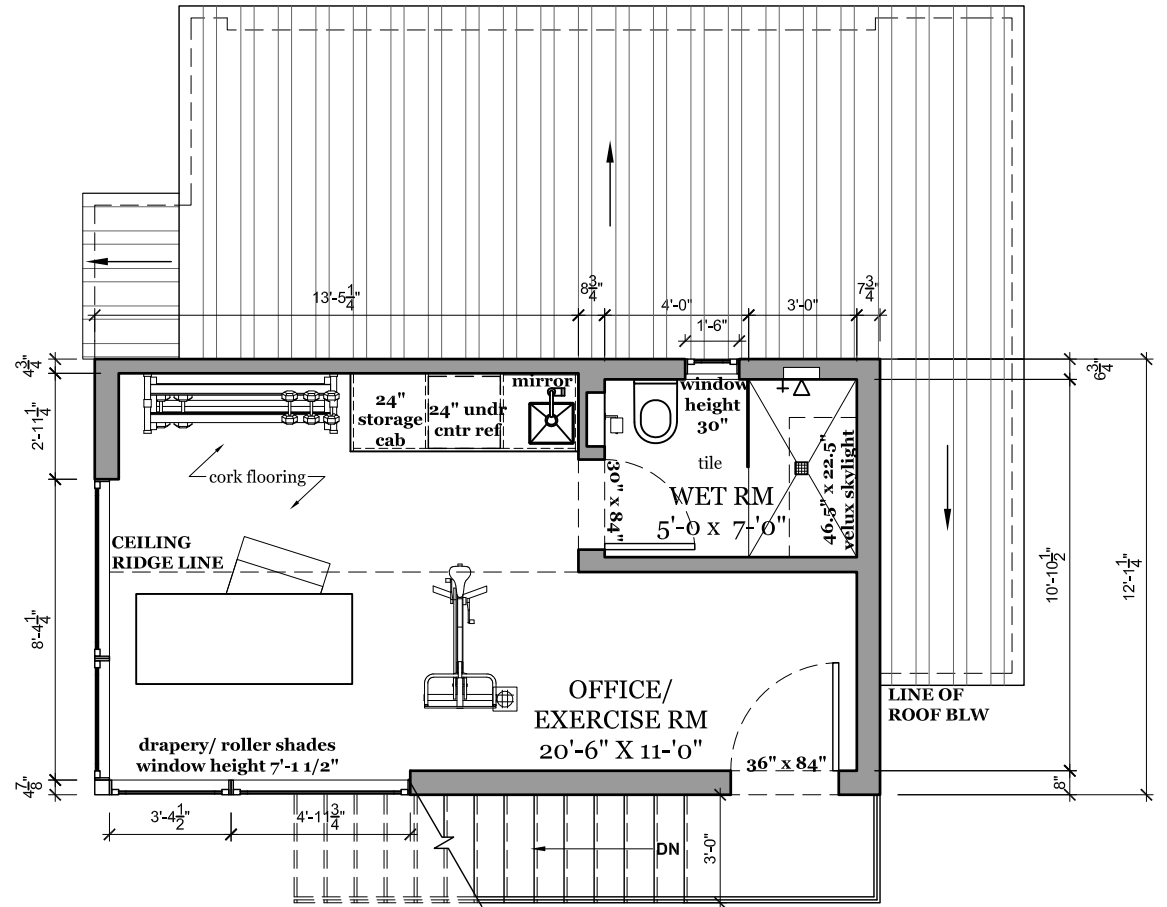 13'-5 1/4"
8 3/4"
4'-0"
3'-0"
7 3/4"
1'-6"
4 3/4"
2'-11 1/4"
8'-4 1/4"
4 7/8"
6 3/4"
10'-10 1/2"
12'-1 1/4"
8"
mirror
24"
storage
cab
24" undr
cntr ref
window
height
30"
cork flooring
tile
30" x 84"
WET RM
5'-0 x 7-'0"
46.5" x 22.5"
velux skylight
CEILING
RIDGE LINE
OFFICE/
EXERCISE RM
20'-6" X 11-'0"
LINE OF
ROOF BLW
drapery/ roller shades
window height 7'-1 1/2"
36" x 84"
3'-4 1/2"
4'-11 3/4"
DN
3'-0"